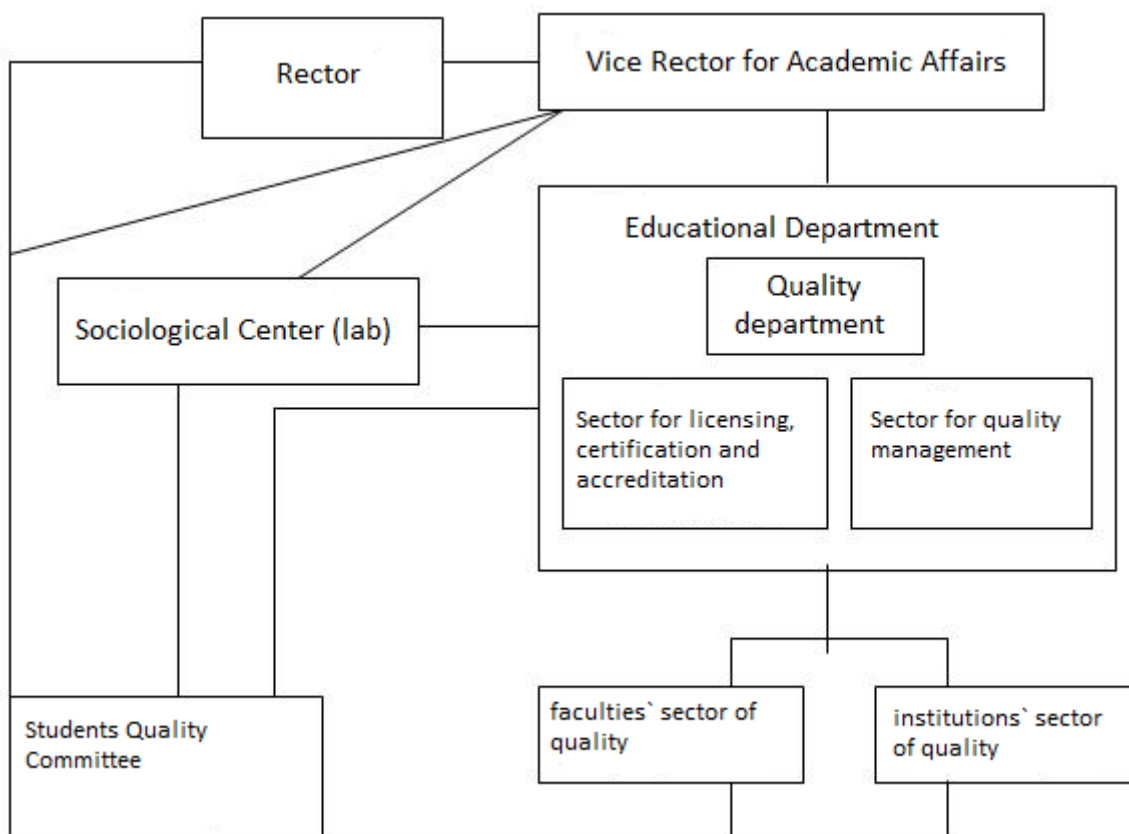 Rector
Vice Rector for Academic Affairs
Educational Department
Quality
department
Sociological Center (lab)
Sector for licensing,
certification and
accreditation
Sector for quality
management
Students Quality
Committee
faculties` sector of
quality
institutions` sector
of quality